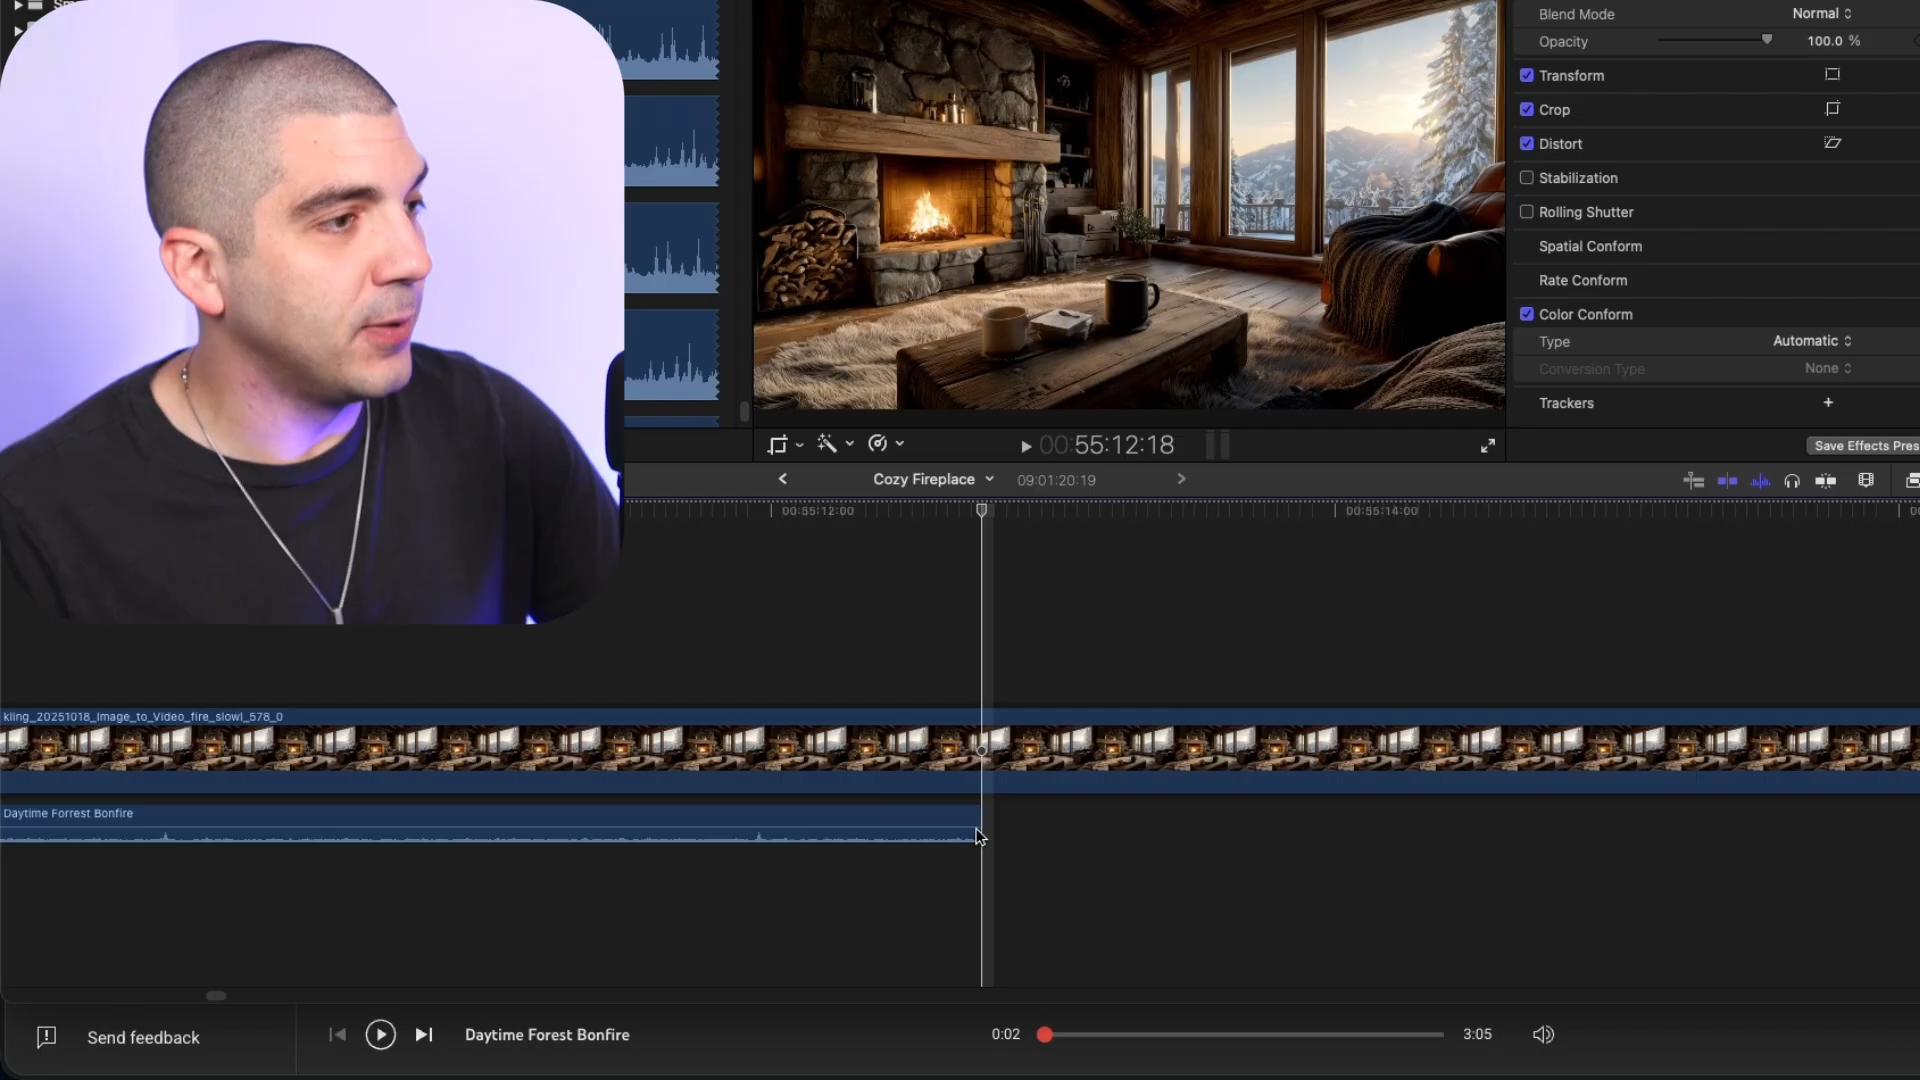 Blend Mode Normal
Opacity 100.0 %
Transform
Crop
Distort
Stabilization
Rolling Shutter
Spatial Conform
Rate Conform
Color Conform
Type Automatic
Conversion Type None
Trackers +
00:55:12:18
Save Effects Pres
Cozy Fireplace 09:01:20:19
00:55:12:00 00:55:14:00
kling_20251018_Image_to_Video_fire_slowl_578_0
Daytime Forrest Bonfire
Send feedback
Daytime Forest Bonfire
0:02 3:05